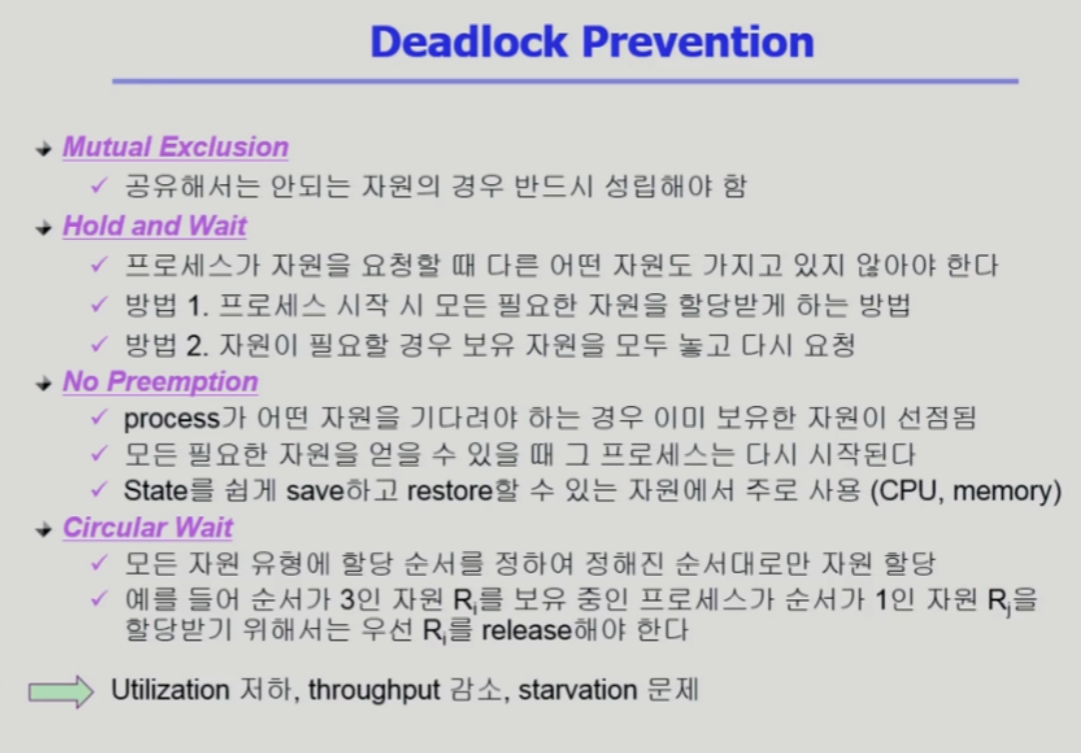 Deadlock Prevention
Mutual Exclusion
공유해서는 안되는 자원의 경우 반드시 성립해야 함
Hold and Wait
프로세스가 자원을 요청할 때 다른 어떤 자원도 가지고 있지 않아야 한다
방법 1. 프로세스 시작 시 모든 필요한 자원을 할당받게 하는 방법
방법 2. 자원이 필요할 경우 보유 자원을 모두 놓고 다시 요청
No Preemption
process가 어떤 자원을 기다려야 하는 경우 이미 보유한 자원이 선점됨
모든 필요한 자원을 얻을 수 있을 때 그 프로세스는 다시 시작된다
State를 쉽게 save하고 restore할 수 있는 자원에서 주로 사용 (CPU, memory)
Circular Wait
모든 자원 유형에 할당 순서를 정하여 정해진 순서대로만 자원 할당
예를 들어 순서가 3인 자원 Ri를 보유 중인 프로세스가 순서가 1인 자원 Rj을
할당받기 위해서는 우선 Ri를 release해야 한다
Utilization 저하, throughput 감소, starvation 문제